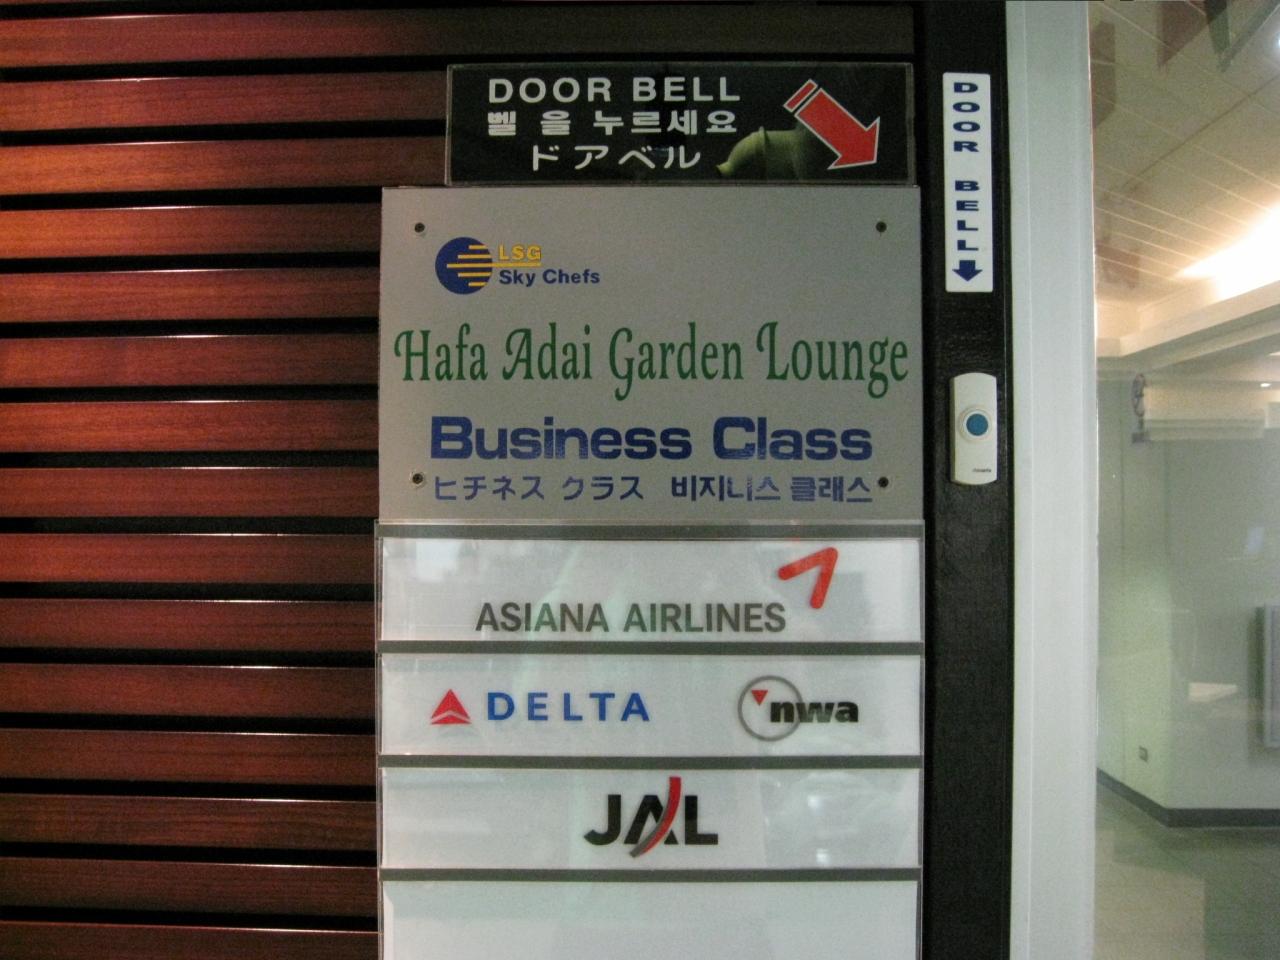 DOOR BELL
벨 을 누르세요
ドアベル
DOOR BELL
LSG
Sky Chefs
Hafa Adai Garden Lounge
Business Class
ヒチネス クラス 비지니스 클래스
ASIANA AIRLINES
DELTA nwa
JAL